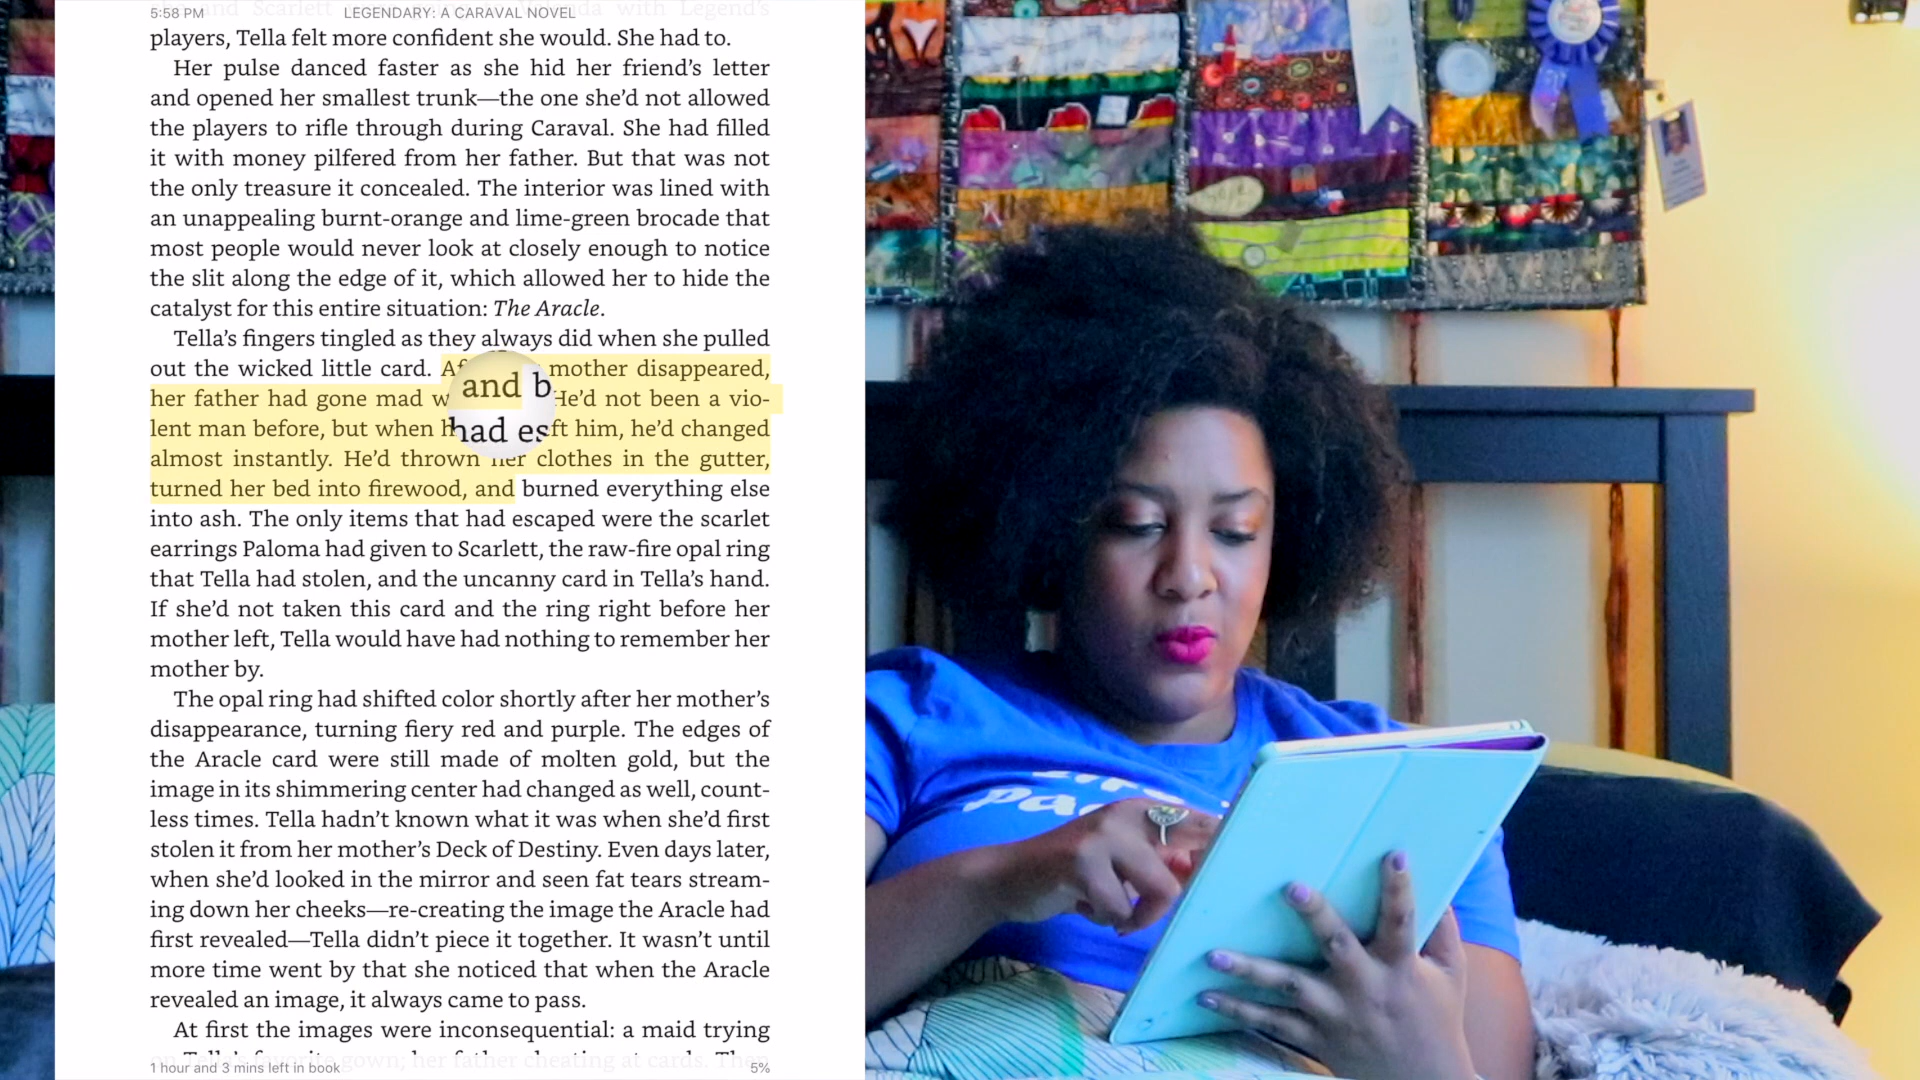 5:58 PM
LEGENDARY: A CARAVAL NOVEL
players, Tella felt more confident she would. She had to.
Her pulse danced faster as she hid her friend’s letter
and opened her smallest trunk—the one she’d not allowed
the players to rifle through during Caraval. She had filled
it with money pilfered from her father. But that was not
the only treasure it concealed. The interior was lined with
an unappealing burnt-orange and lime-green brocade that
most people would never look at closely enough to notice
the slit along the edge of it, which allowed her to hide the
catalyst for this entire situation: The Aracle.
Tella’s fingers tingled as they always did when she pulled
out the wicked little card. mother disappeared,
her father had gone mad He’d not been a vio-
lent man before, but when him, he’d changed
almost instantly. He’d thrown her clothes in the gutter,
turned her bed into firewood, and burned everything else
into ash. The only items that had escaped were the scarlet
earrings Paloma had given to Scarlett, the raw-fire opal ring
that Tella had stolen, and the uncanny card in Tella’s hand.
If she’d not taken this card and the ring right before her
mother left, Tella would have had nothing to remember her
mother by.
The opal ring had shifted color shortly after her mother’s
disappearance, turning fiery red and purple. The edges of
the Aracle card were still made of molten gold, but the
image in its shimmering center had changed as well, count-
less times. Tella hadn’t known what it was when she’d first
stolen it from her mother’s Deck of Destiny. Even days later,
when she’d looked in the mirror and seen fat tears stream-
ing down her cheeks—re-creating the image the Aracle had
first revealed—Tella didn’t piece it together. It wasn’t until
more time went by that she noticed that when the Aracle
revealed an image, it always came to pass.
At first the images were inconsequential: a maid trying
on Tella’s favorite gown; her father cheating at cards. Then
1 hour and 3 mins left in book
5%
and b
had es